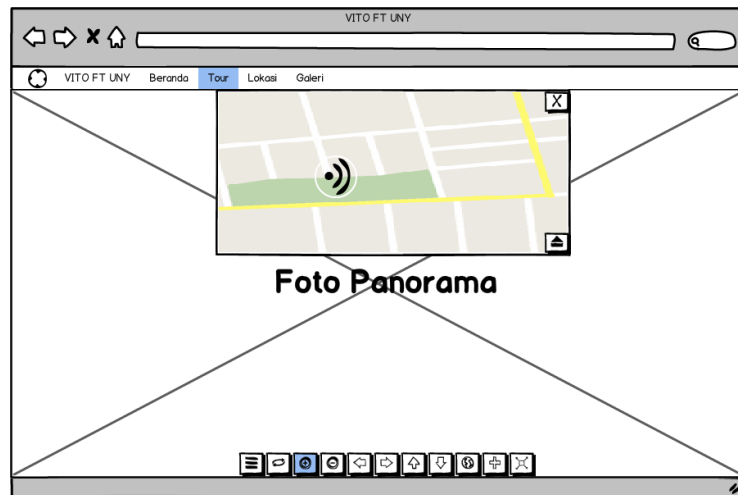 VITO FT UNY
VITO FT UNY Beranda Tour Lokasi Galeri
X
Foto Panorama